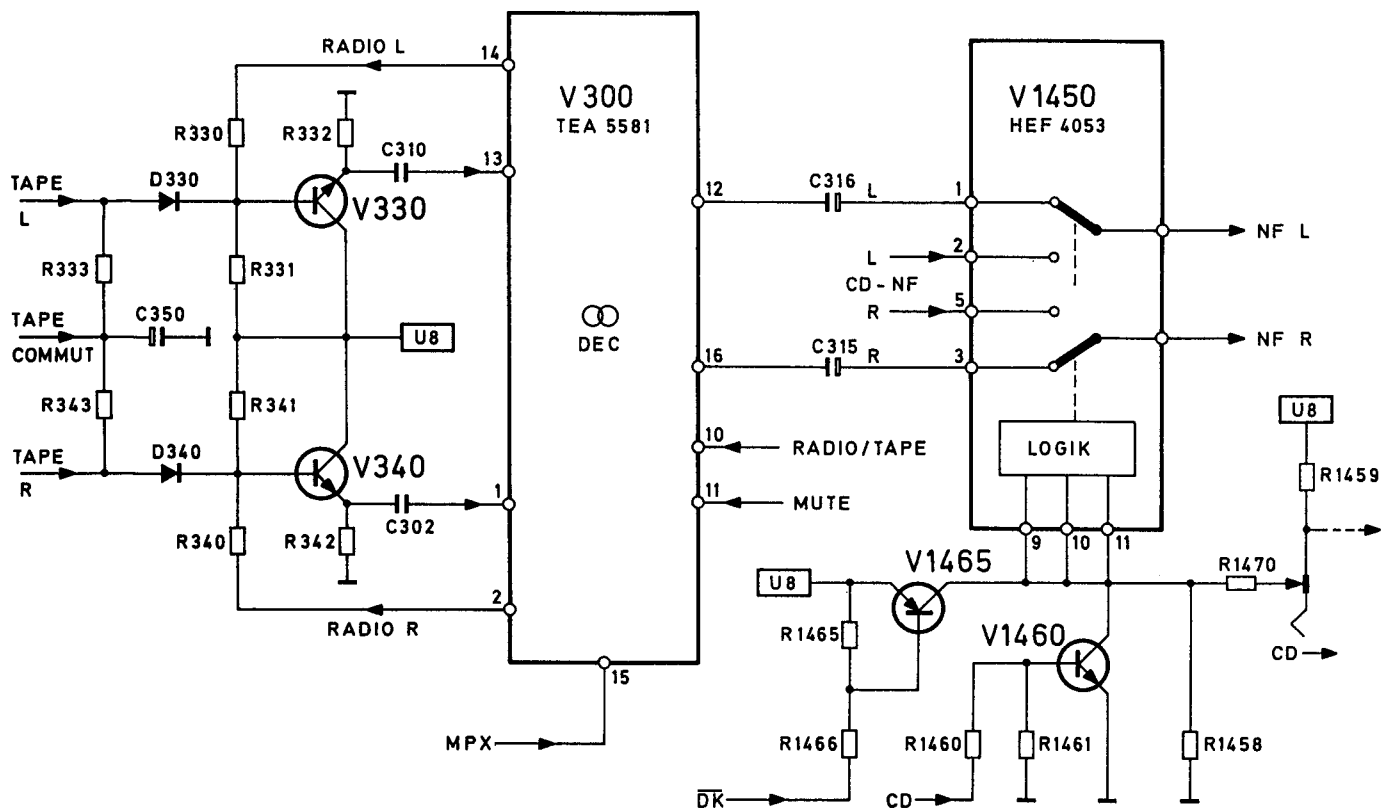 RADIO L
14
V300
TEA 5581
V1450
HEF 4053
R330
R332
C310
13
TAPE
L
D330
V330
12
C316
L
1
NF L
R333
R331
2
L
CD-NF
R
5
TAPE
COMMUT
C350
U8
DEC
16
C315
R
3
NF R
R343
R341
U8
TAPE
R
D340
V340
10
RADIO/TAPE
LOGIK
R1459
1
C302
11
MUTE
R340
R342
9
10
11
V1465
R1470
U8
2
RADIO R
R1465
V1460
CD
15
MPX
R1466
R1460
R1461
R1458
DK
CD